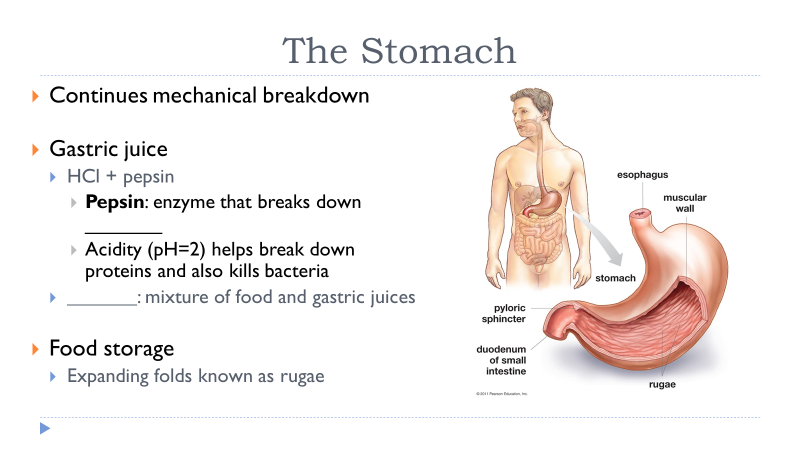 The Stomach
Continues mechanical breakdown
Gastric juice
HCl + pepsin
Pepsin: enzyme that breaks down
________
Acidity (pH=2) helps break down
proteins and also kills bacteria
_______: mixture of food and gastric juices
Food storage
Expanding folds known as rugae
esophagus
muscular
wall
stomach
pyloric
sphincter
duodenum
of small
intestine
rugae
©2011 Pearson Education, Inc.